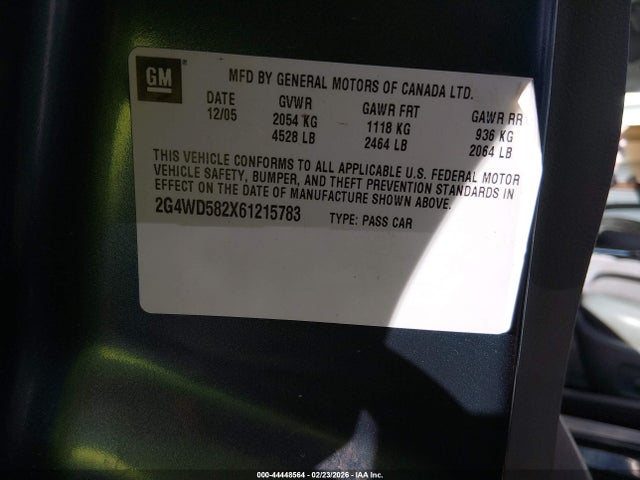 GM
MFD BY GENERAL MOTORS OF CANADA LTD.
DATE GVWR GAWR FRT GAWR RR
12/05 2054 KG 1118 KG 936 KG
4528 LB 2464 LB 2064 LB
THIS VEHICLE CONFORMS TO ALL APPLICABLE U.S. FEDERAL MOTOR
VEHICLE SAFETY, BUMPER, AND THEFT PREVENTION STANDARDS IN
EFFECT ON THE DATE OF MANUFACTURE SHOWN ABOVE.
2G4WD582X61215783 TYPE: PASS CAR
000-44448564 - 02/23/2026 - IAA Inc.